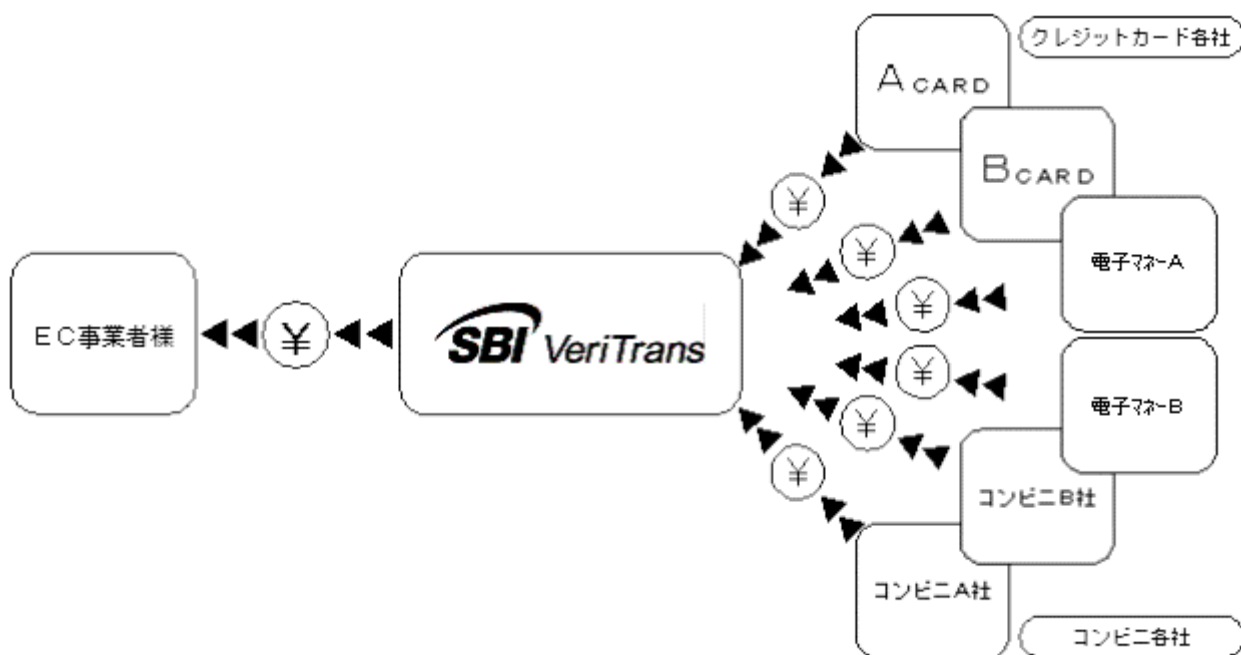 クレジットカード各社
A CARD
B CARD
電子マネーA
¥
¥
¥
EC事業者様
¥
SBI VeriTrans
¥
¥
¥
電子マネーB
コンビニB社
コンビニA社
コンビニ各社